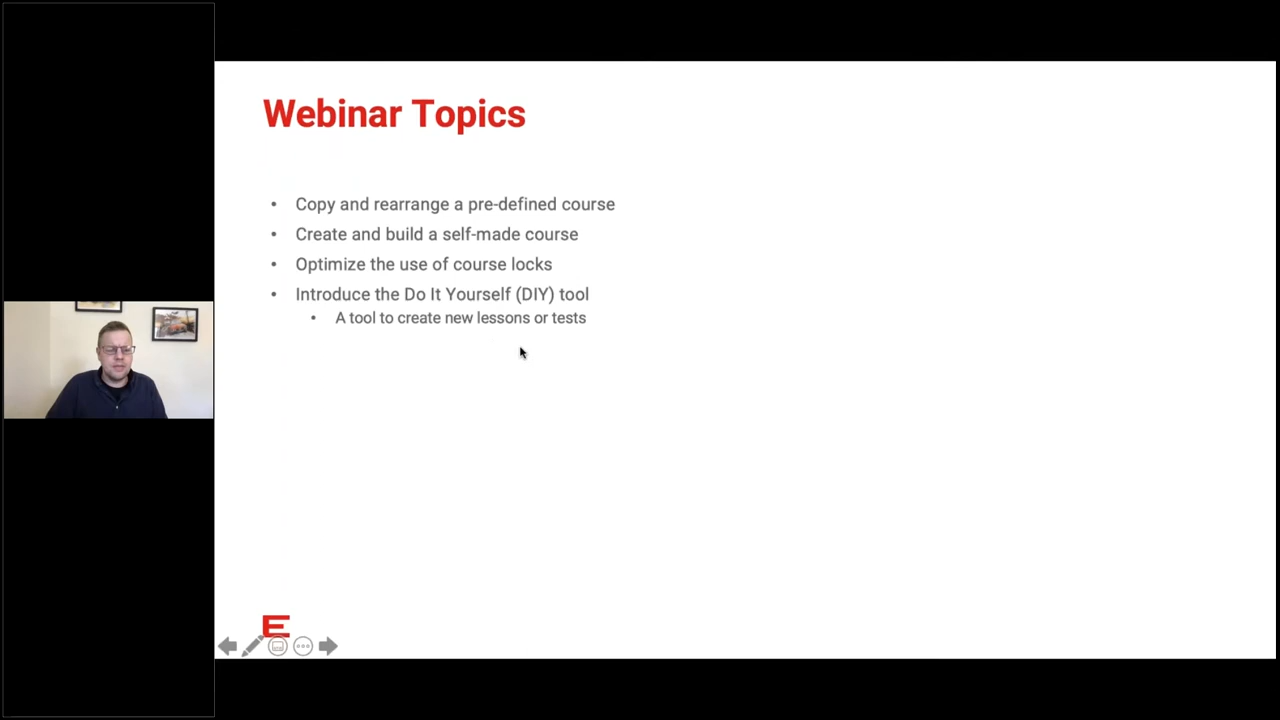 Webinar Topics
• Copy and rearrange a pre-defined course
• Create and build a self-made course
• Optimize the use of course locks
• Introduce the Do It Yourself (DIY) tool
• A tool to create new lessons or tests
E